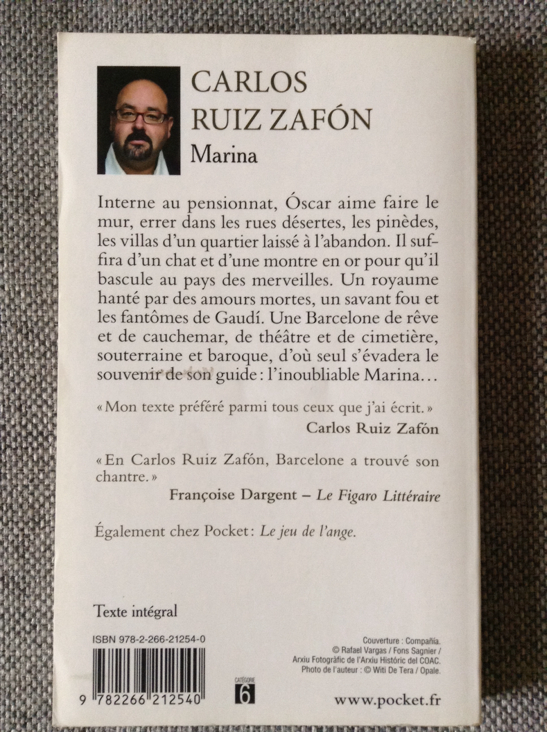 CARLOS
RUIZ ZAFÓN
Marina
Interne au pensionnat, Óscar aime faire le
mur, errer dans les rues désertes, les pinèdes,
les villas d'un quartier laissé à l'abandon. Il suf-
fira d'un chat et d'une montre en or pour qu'il
bascule au pays des merveilles. Un royaume
hanté par des amours mortes, un savant fou et
les fantômes de Gaudí. Une Barcelone de rêve
et de cauchemar, de théâtre et de cimetière,
souterraine et baroque, d'où seul s'évadera le
souvenir de son guide : l'inoubliable Marina...
« Mon texte préféré parmi tous ceux que j'ai écrit. »
Carlos Ruiz Zafón
« En Carlos Ruiz Zafón, Barcelone a trouvé son
chantre. »
Françoise Dargent – Le Figaro Littéraire
Également chez Pocket : Le jeu de l'ange.
Texte intégral
ISBN 978-2-266-21254-0
9 782266 212540
CATÉGORIE
6
Couverture : Compañía.
© Rafael Vargas / Fons Sagnier /
Arxiu Fotogràfic de l'Arxiu Històric del COAC.
Photo de l'auteur : © Witi De Tera / Opale.
www.pocket.fr